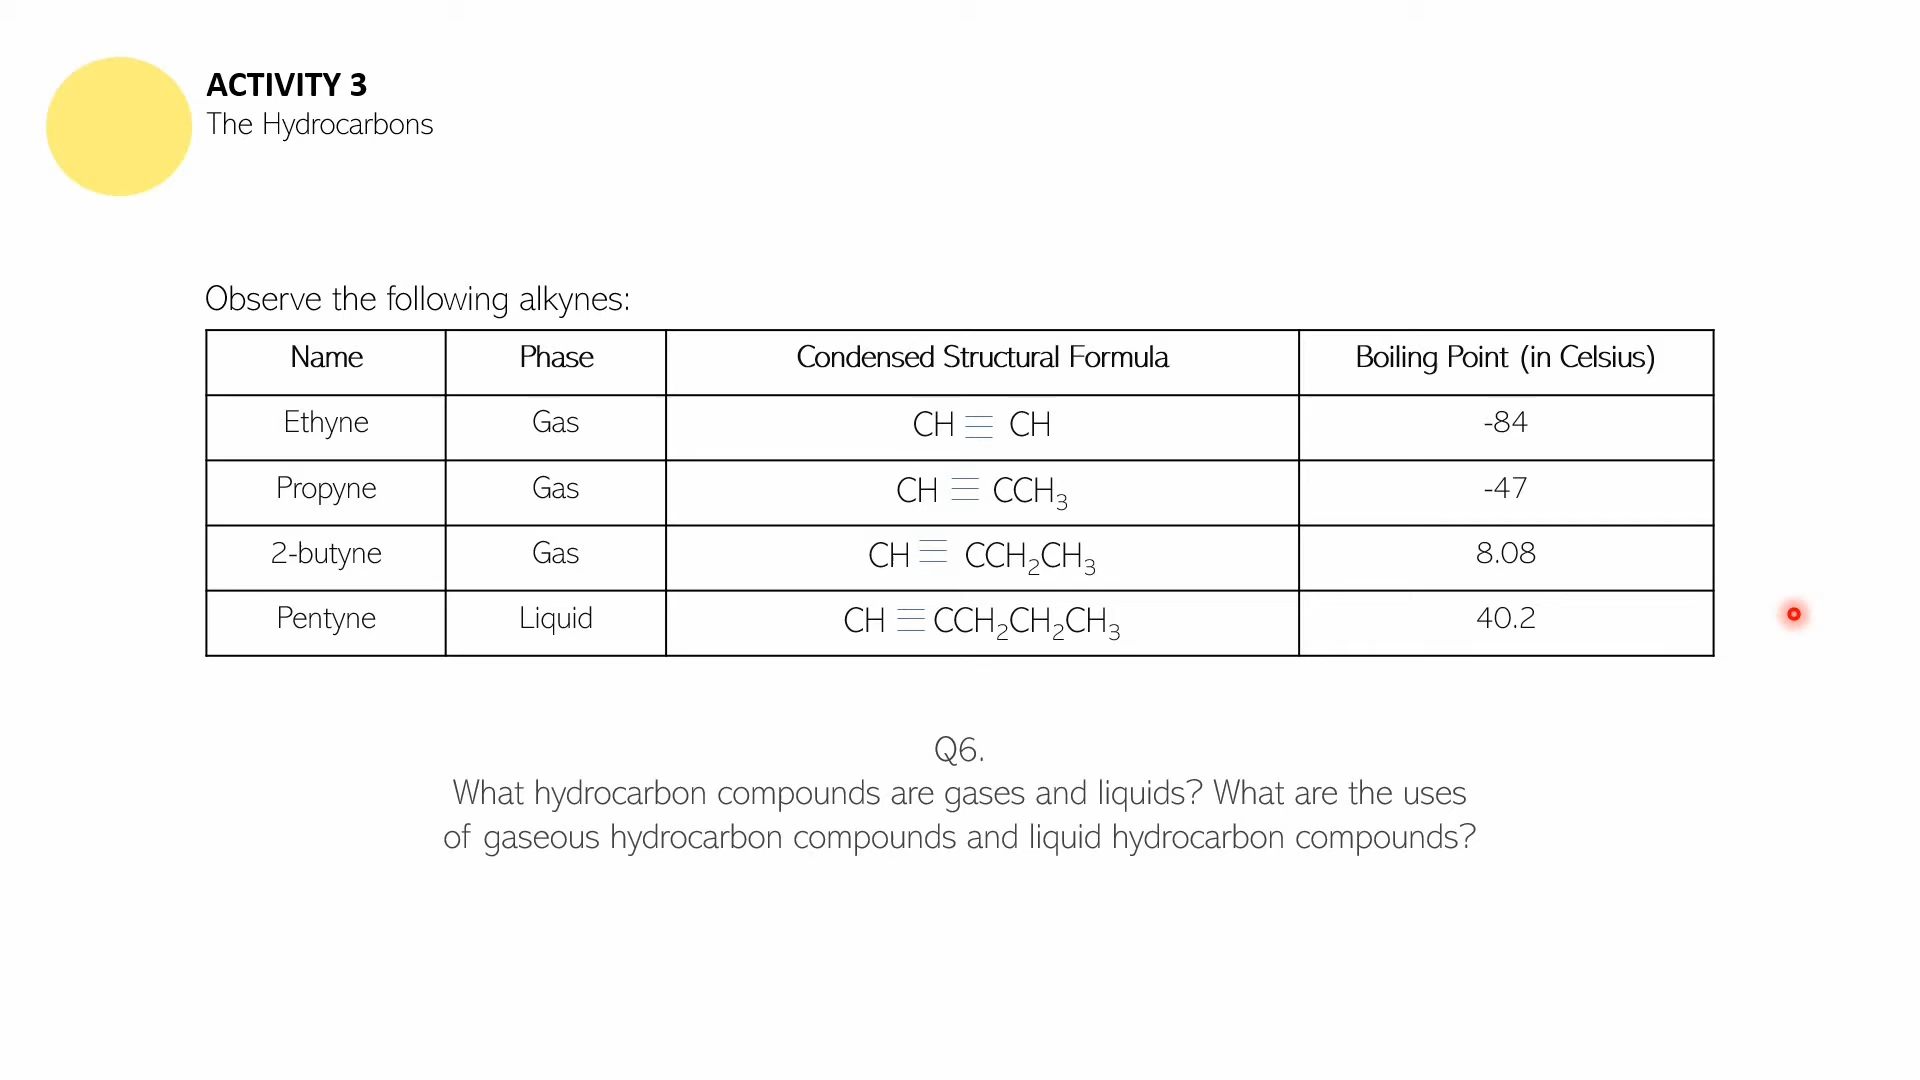 ACTIVITY 3
The Hydrocarbons
Observe the following alkynes:
Name Phase Condensed Structural Formula Boiling Point (in Celsius)
Ethyne Gas CH ≡ CH -84
Propyne Gas CH ≡ CCH₃ -47
2-butyne Gas CH ≡ CCH₂CH₃ 8.08
Pentyne Liquid CH ≡ CCH₂CH₂CH₃ 40.2
Q6.
What hydrocarbon compounds are gases and liquids? What are the uses
of gaseous hydrocarbon compounds and liquid hydrocarbon compounds?